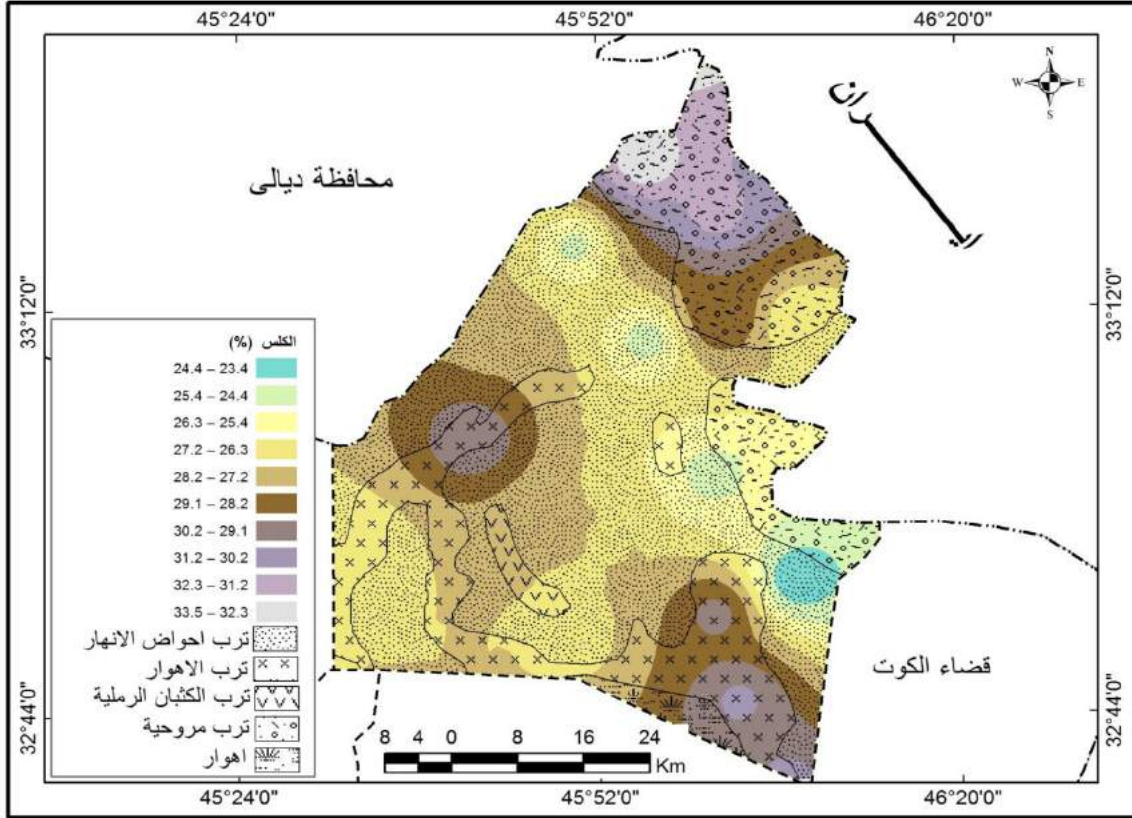 45°24'0"
45°52'0"
46°20'0"
N
W
E
S
محافظة ديالى
33°12'0"
33°12'0"
الكلس (%)
24.4 – 23.4
25.4 – 24.4
26.3 – 25.4
27.2 – 26.3
28.2 – 27.2
29.1 – 28.2
30.2 – 29.1
31.2 – 30.2
32.3 – 31.2
33.5 – 32.3
ترب احواض الانهار
ترب الاهوار
ترب الكثبان الرملية
ترب مروحية
اهوار
قضاء الكوت
32°44'0"
32°44'0"
8 4 0 8 16 24
Km
45°24'0"
45°52'0"
46°20'0"